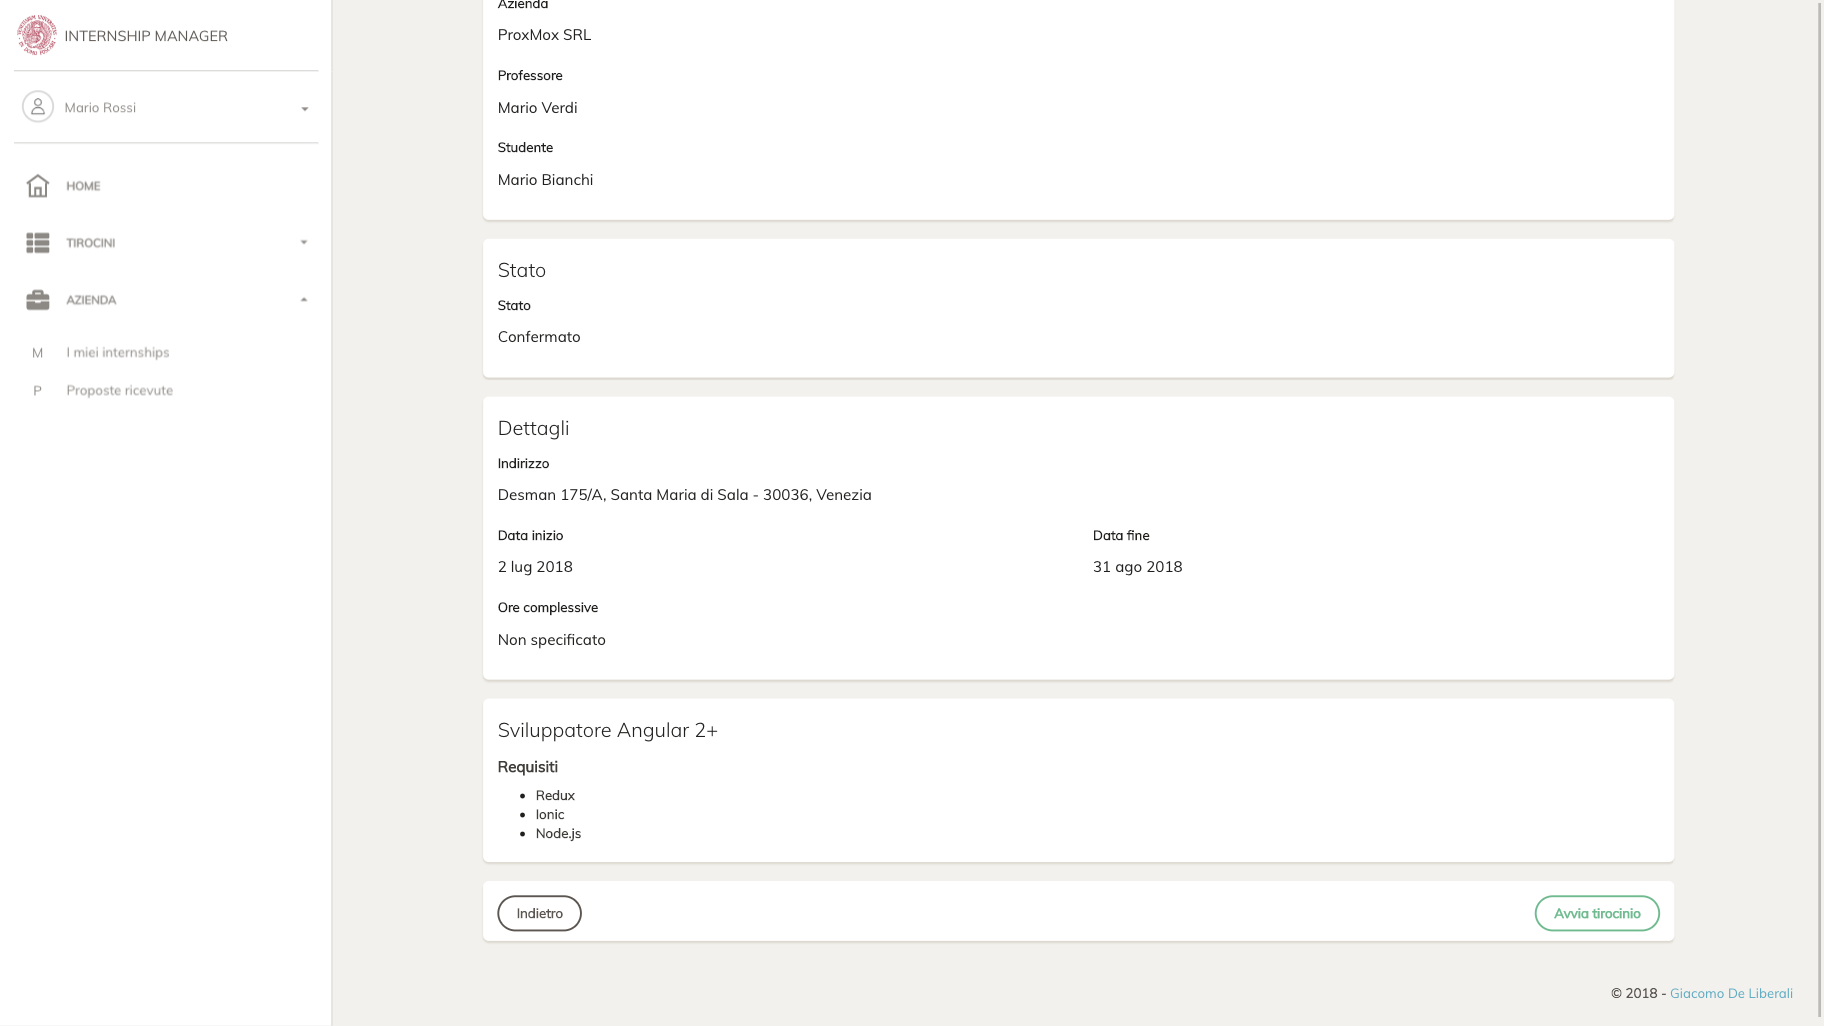 INTERNSHIP MANAGER
Mario Rossi
HOME
TIROCINI
AZIENDA
M I miei internships
P Proposte ricevute
Azienda
ProxMox SRL
Professore
Mario Verdi
Studente
Mario Bianchi
Stato
Stato
Confermato
Dettagli
Indirizzo
Desman 175/A, Santa Maria di Sala - 30036, Venezia
Data inizio Data fine
2 lug 2018 31 ago 2018
Ore complessive
Non specificato
Sviluppatore Angular 2+
Requisiti
• Redux
• Ionic
• Node.js
Indietro Avvia tirocinio
© 2018 - Giacomo De Liberali